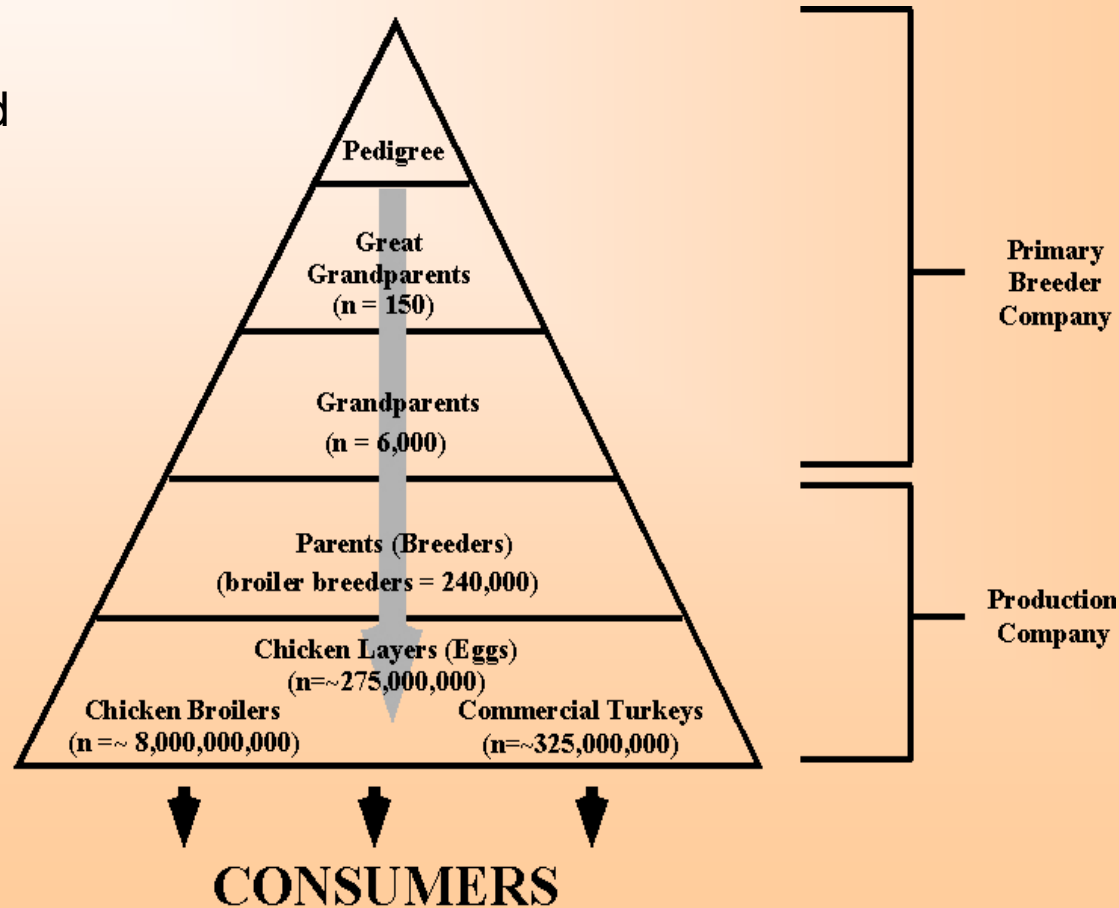 d
Pedigree
Great
Grandparents
(n = 150)
Grandparents
(n = 6,000)
Parents (Breeders)
(broiler breeders = 240,000)
Chicken Layers (Eggs)
(n=~275,000,000)
Chicken Broilers
(n =~ 8,000,000,000)
Commercial Turkeys
(n=~325,000,000)
CONSUMERS
Primary
Breeder
Company
Production
Company